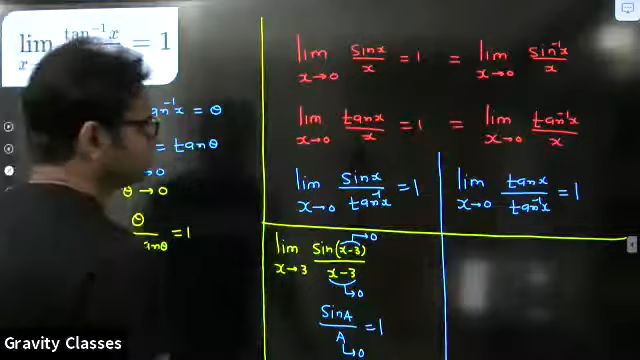 lim x→ tan⁻¹x = 1
an⁻¹x = θ
= tanθ
→0
θ → 0
θ / anθ = 1
lim x→0 sinx/x = 1 = lim x→0 sin⁻¹x/x
lim x→0 tanx/x = 1 = lim x→0 tan⁻¹x/x
lim x→0 sinx/tan⁻¹x = 1
lim x→0 tanx/tan⁻¹x = 1
lim x→3 sin(x-3)/x-3 →0 →0
sinA/A = 1 →0
Gravity Classes